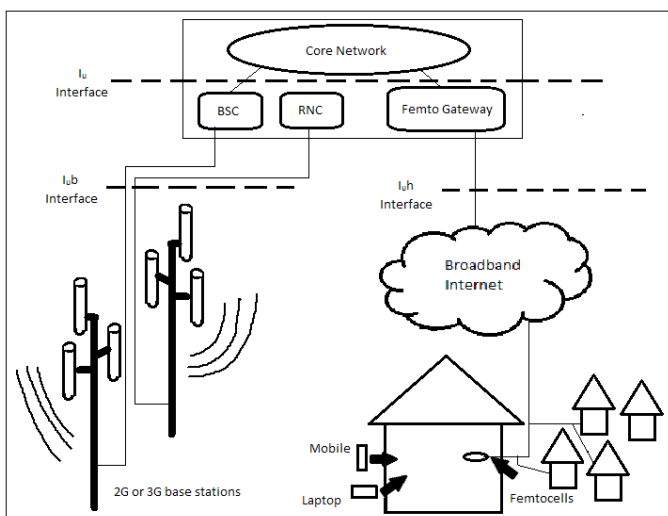 Core Network
Iu
Interface
BSC
RNC
Femto Gateway
Iub
Interface
Iuh
Interface
Broadband
Internet
Mobile
Laptop
Femtocells
2G or 3G base stations